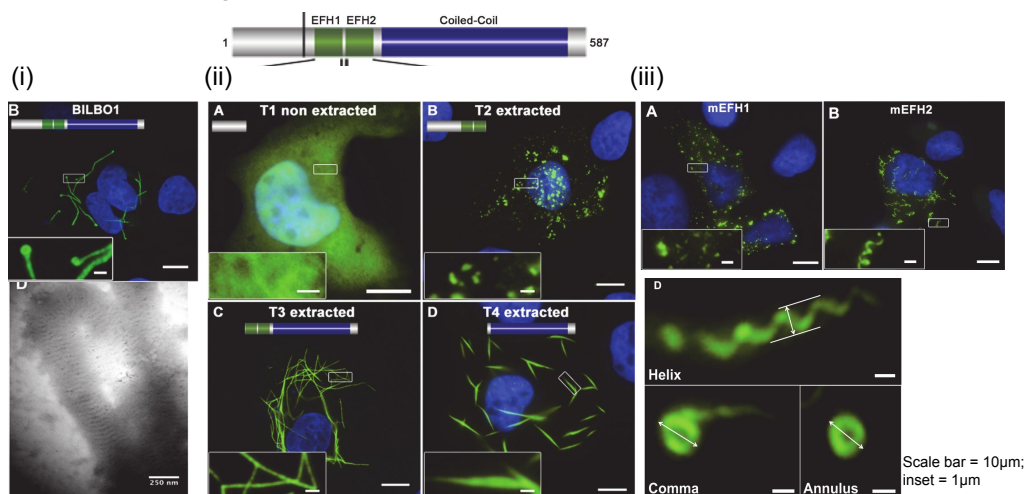 EFH1 EFH2 Coiled-Coil
1 587
(i) (ii) (iii)
B BILBO1
A T1 non extracted
B T2 extracted
A mEFH1
B mEFH2
C T3 extracted
D T4 extracted
250 nm
D
Helix
Comma
Annulus
Scale bar = 10µm;
inset = 1µm